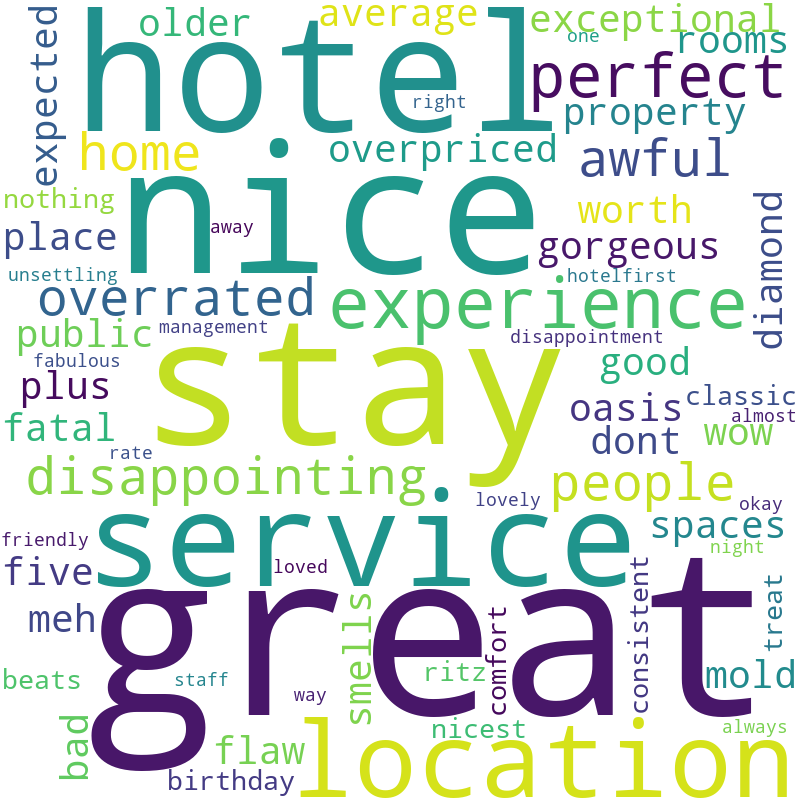 older
average
exceptional
expected
hotel
one
rooms
perfect
right
property
home
overpriced
awful
nice
nothing
worth
diamond
place
away
gorgeous
unsettling
hotelfirst
overrated
experience
public
management
stay
disappointment
fabulous
good
plus
classic
oasis
almost
fatal
dont
wow
rate
disappointing
people
service
lovely
okay
spaces
friendly
night
five
loved
great
consistent
treat
smells
comfort
meh
beats
staff
ritz
mold
way
bad
nicest
always
location
flaw
birthday